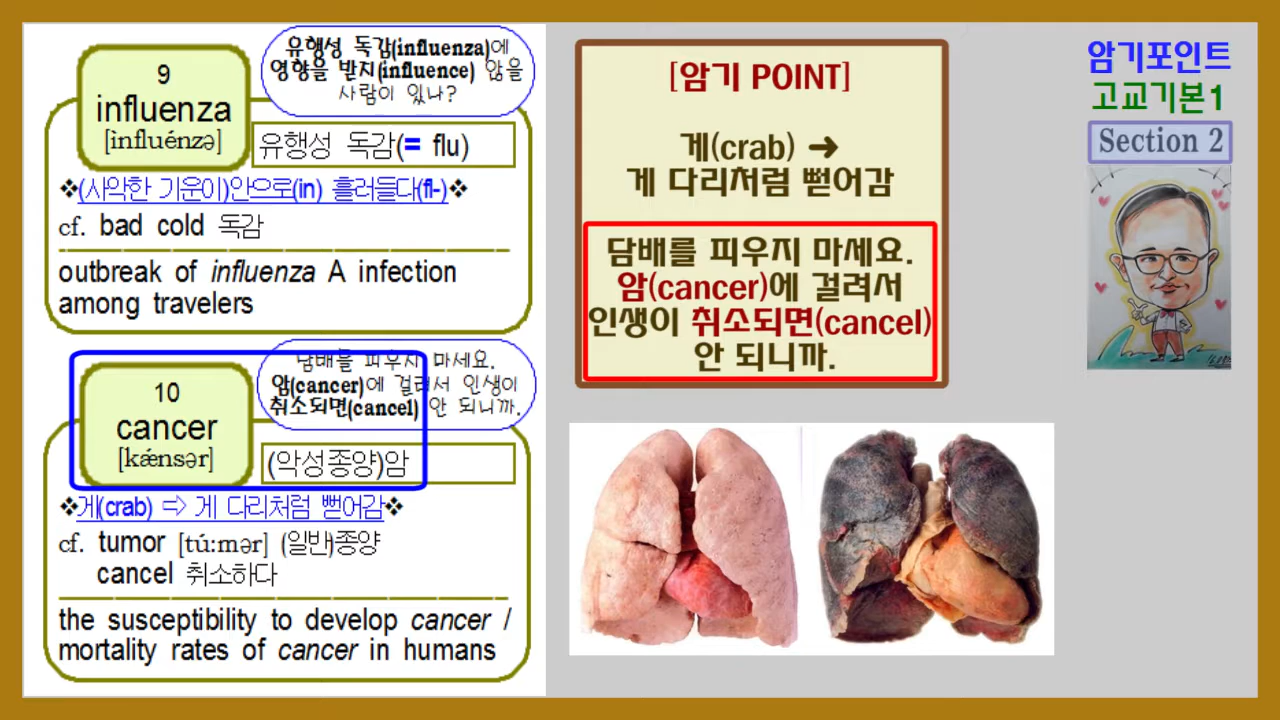 유행성 독감(influenza)에
영향을 받지(influence) 않을
사람이 있나?
9
influenza
[influénzə]
유행성 독감(= flu)
❖(사악한 기운이)안으로(in) 흘러들다(fl-)❖
cf. bad cold 독감
outbreak of influenza A infection
among travelers
담배를 피우지 마세요.
암(cancer)에 걸려서 인생이
취소되면(cancel) 안 되니까.
10
cancer
[kǽnsər]
(악성종양)암
❖게(crab) ⇨ 게 다리처럼 뻗어감❖
cf. tumor [tú:mər] (일반)종양
cancel 취소하다
the susceptibility to develop cancer /
mortality rates of cancer in humans
[암기 POINT]
게(crab) ➜
게 다리처럼 뻗어감
담배를 피우지 마세요.
암(cancer)에 걸려서
인생이 취소되면(cancel)
안 되니까.
암기포인트
고교기본1
Section 2